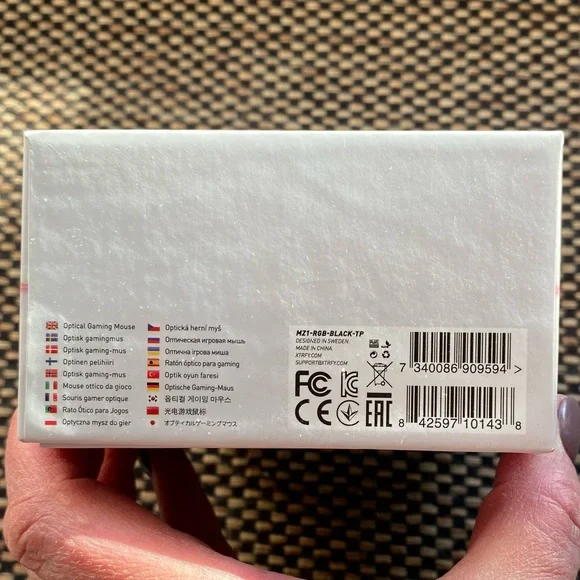 Optical Gaming Mouse
Optisk gamingmus
Optisk gaming-mus
Optinen pelihiiri
Optisk gaming-mus
Mouse ottico da gioco
Souris gamer optique
Rato Ótico para Jogos
Optyczna mysz do gier
Optická herní myš
Оптическая игровая мышь
Оптична ігрова миша
Ratón óptico para gaming
Optik oyun faresi
Optische Gaming-Maus
옵티컬 게이밍 마우스
光电游戏鼠标
オプティカルゲーミングマウス
MZ1-RGB-BLACK-TP
DESIGNED IN SWEDEN
MADE IN CHINA
XTRFY.COM
SUPPORT@XTRFY.COM
FC
CE
EAC
7 340086 909594 >
8 42597 10143 8